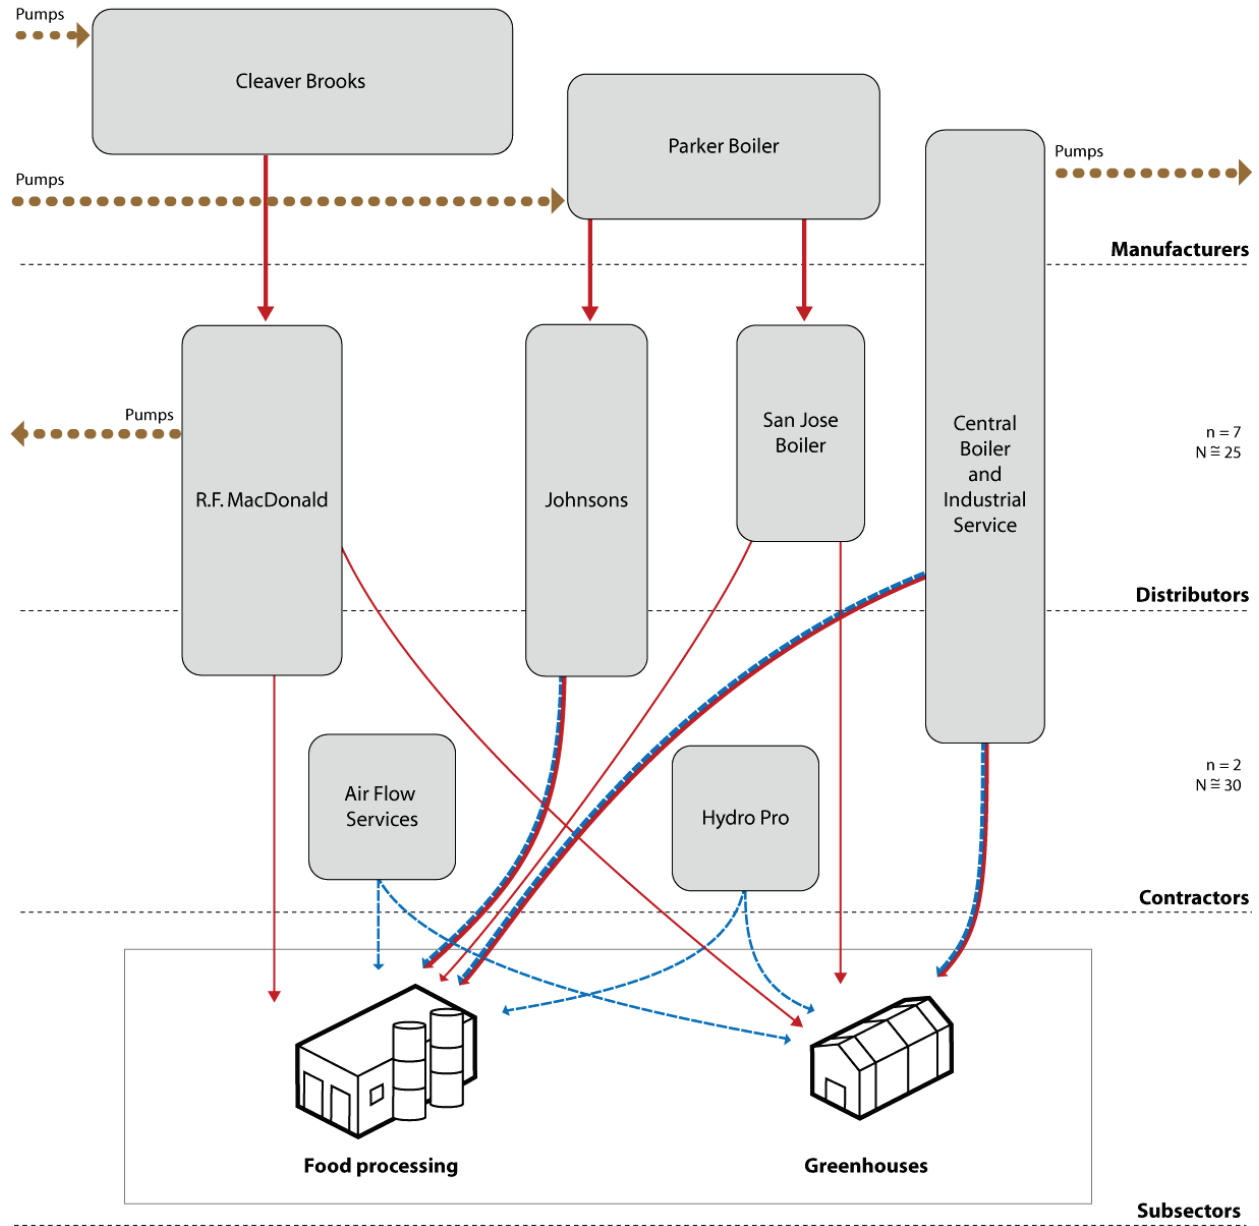 Pumps
Cleaver Brooks
Parker Boiler
Pumps
Pumps
Manufacturers
Pumps
R.F. MacDonald
Johnsons
San Jose
Boiler
Central
Boiler
and
Industrial
Service
n = 7
N ≅ 25
Distributors
Air Flow
Services
Hydro Pro
n = 2
N ≅ 30
Contractors
Food processing
Greenhouses
Subsectors